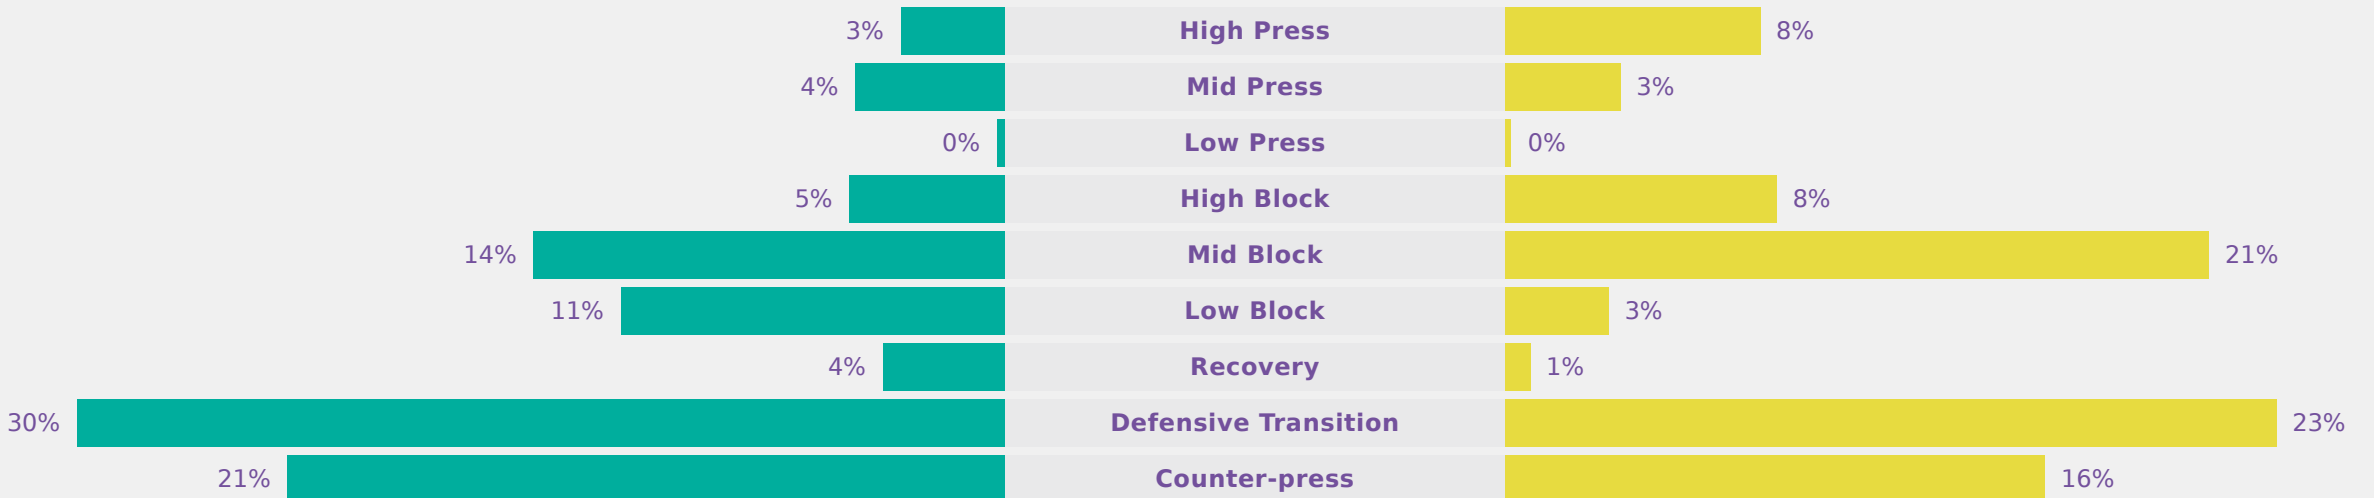 3% High Press 8%
4% Mid Press 3%
0% Low Press 0%
5% High Block 8%
14% Mid Block 21%
11% Low Block 3%
4% Recovery 1%
30% Defensive Transition 23%
21% Counter-press 16%